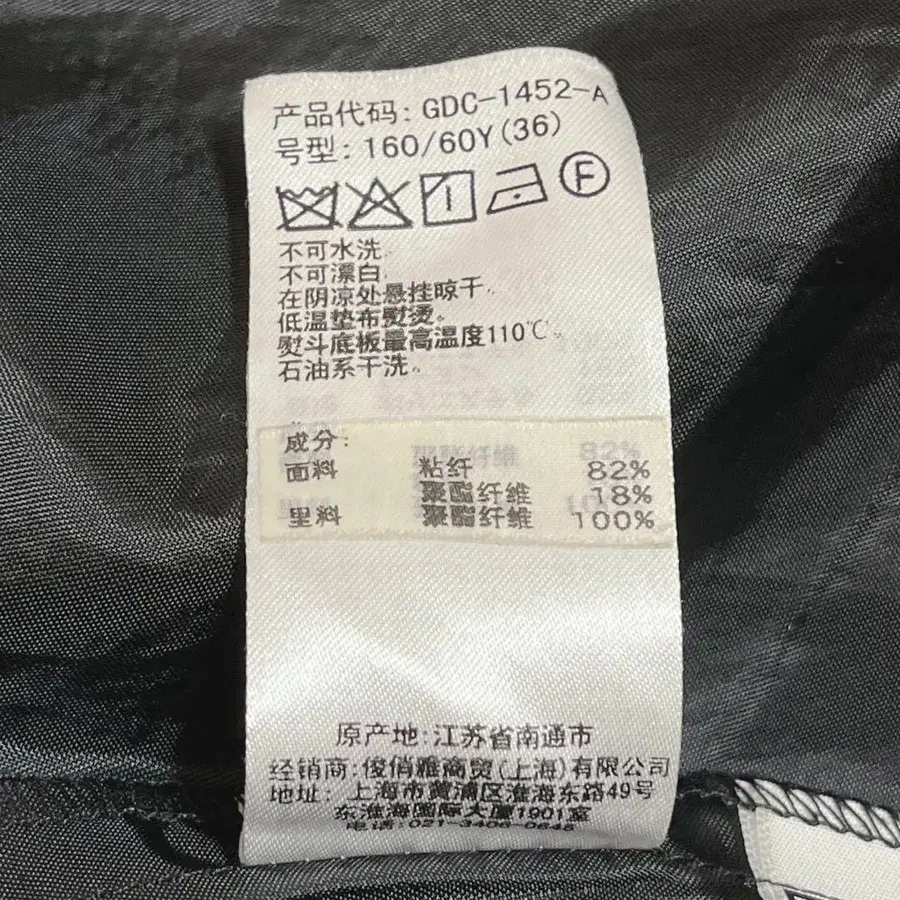 产品代码: GDC-1452-A
号型: 160/60Y(36)
F
不可水洗
不可漂白
在阴凉处悬挂晾干。
低温垫布熨烫。
熨斗底板最高温度110℃。
石油系干洗。
成分:
面料 粘纤 82%
聚酯纤维 18%
里料 聚酯纤维 100%
原产地: 江苏省南通市
经销商: 俊俏雅商贸(上海)有限公司
地址: 上海市黄浦区淮海东路49号
东淮海国际大厦1901室
电话: 021-3406-0645